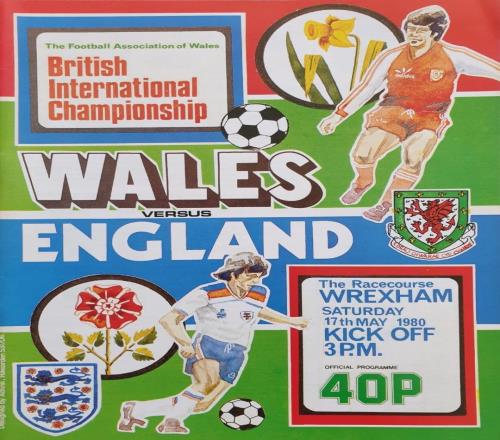 The Football Association of Wales
British
International
Championship
WALES
VERSUS
ENGLAND
The Racecourse
WREXHAM
SATURDAY
17th MAY 1980
KICK OFF
3 P.M.
OFFICIAL PROGRAMME
40P